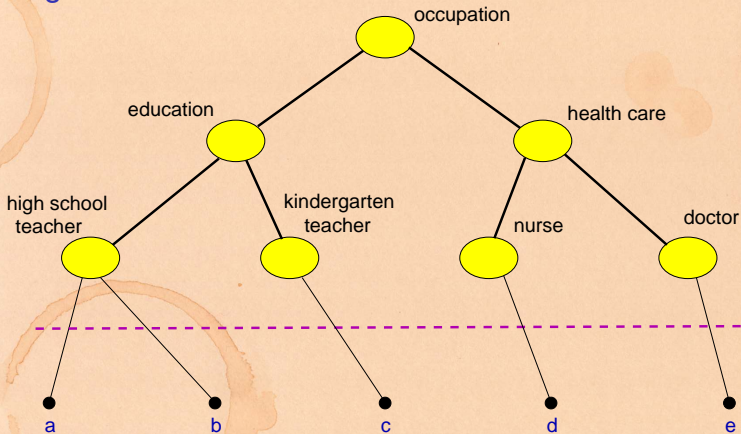 occupation
education
health care
high school
teacher
kindergarten
teacher
nurse
doctor
a
b
c
d
e